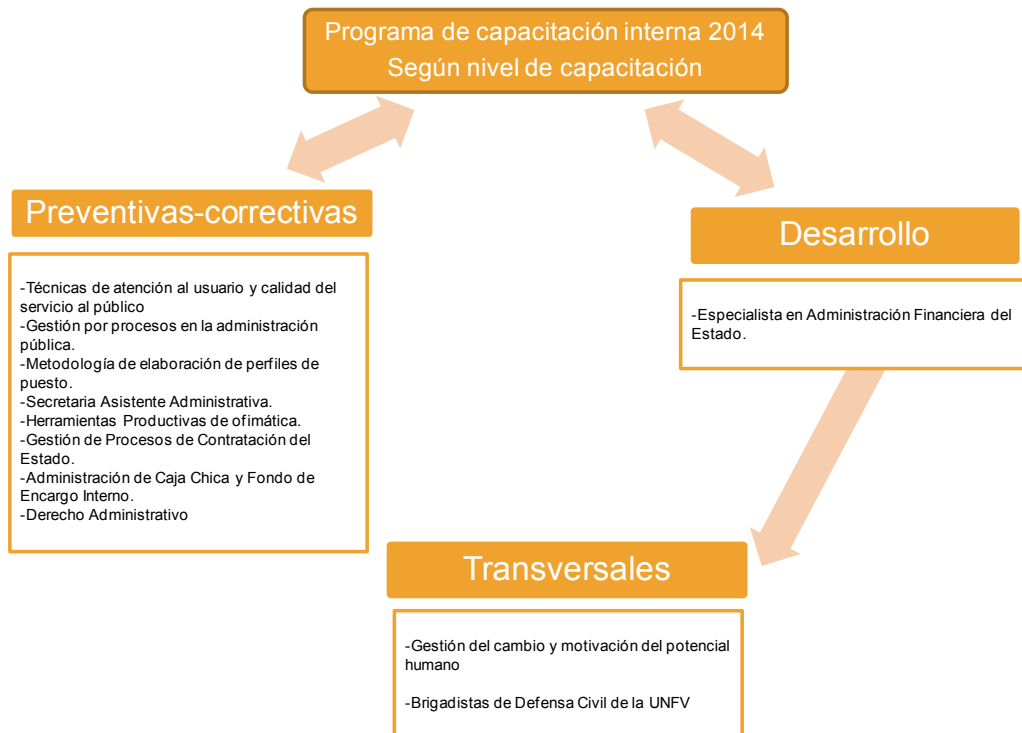 Programa de capacitación interna 2014
Según nivel de capacitación
Preventivas-correctivas
-Técnicas de atención al usuario y calidad del
servicio al público
-Gestión por procesos en la administración
pública.
-Metodología de elaboración de perfiles de
puesto.
-Secretaria Asistente Administrativa.
-Herramientas Productivas de ofimática.
-Gestión de Procesos de Contratación del
Estado.
-Administración de Caja Chica y Fondo de
Encargo Interno.
-Derecho Administrativo
Desarrollo
-Especialista en Administración Financiera del
Estado.
Transversales
-Gestión del cambio y motivación del potencial
humano
-Brigadistas de Defensa Civil de la UNFV